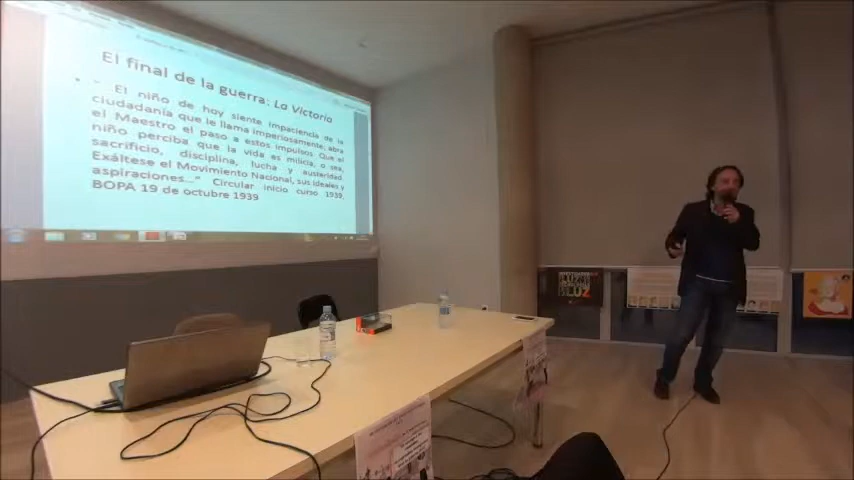 El final de la guerra: La Victoria
• "...El niño de hoy siente impaciencia de la
ciudadanía que le llama imperiosamente; abra
el Maestro el paso a estos impulsos. Que el
niño perciba que la vida es milicia, o sea,
sacrificio, disciplina, lucha y austeridad.
Exáltese el Movimiento Nacional, sus ideales y
aspiraciones..." Circular inicio curso 1939,
BOPA 19 de octubre 1939
LUZ